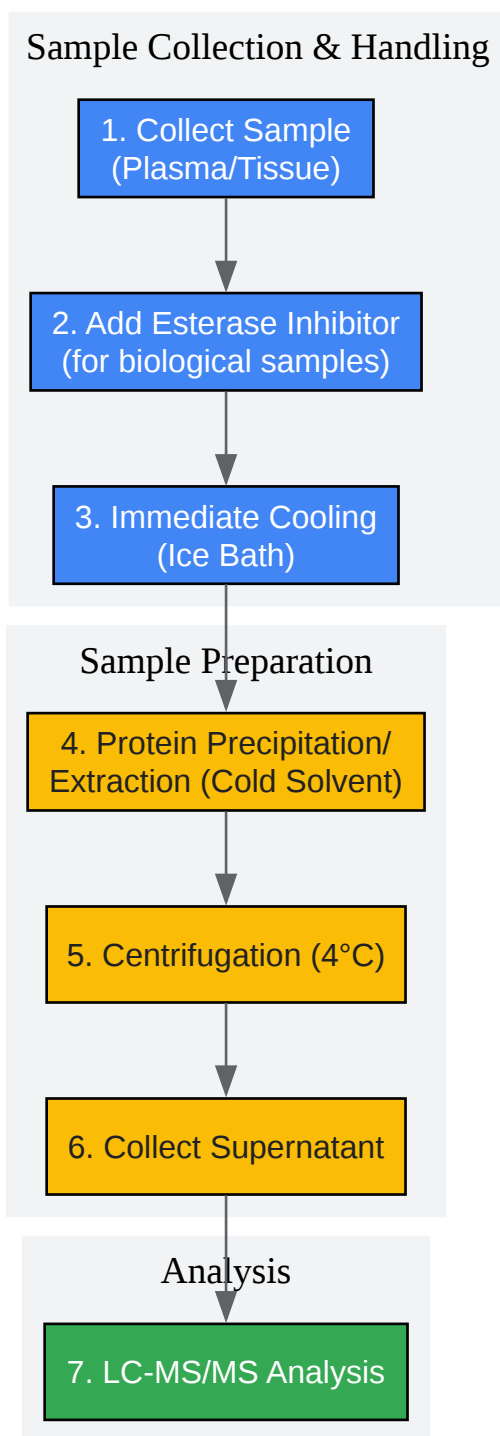 Sample Collection & Handling
1. Collect Sample
(Plasma/Tissue)
2. Add Esterase Inhibitor
(for biological samples)
3. Immediate Cooling
(Ice Bath)
Sample Preparation
4. Protein Precipitation/
Extraction (Cold Solvent)
5. Centrifugation (4°C)
6. Collect Supernatant
Analysis
7. LC-MS/MS Analysis